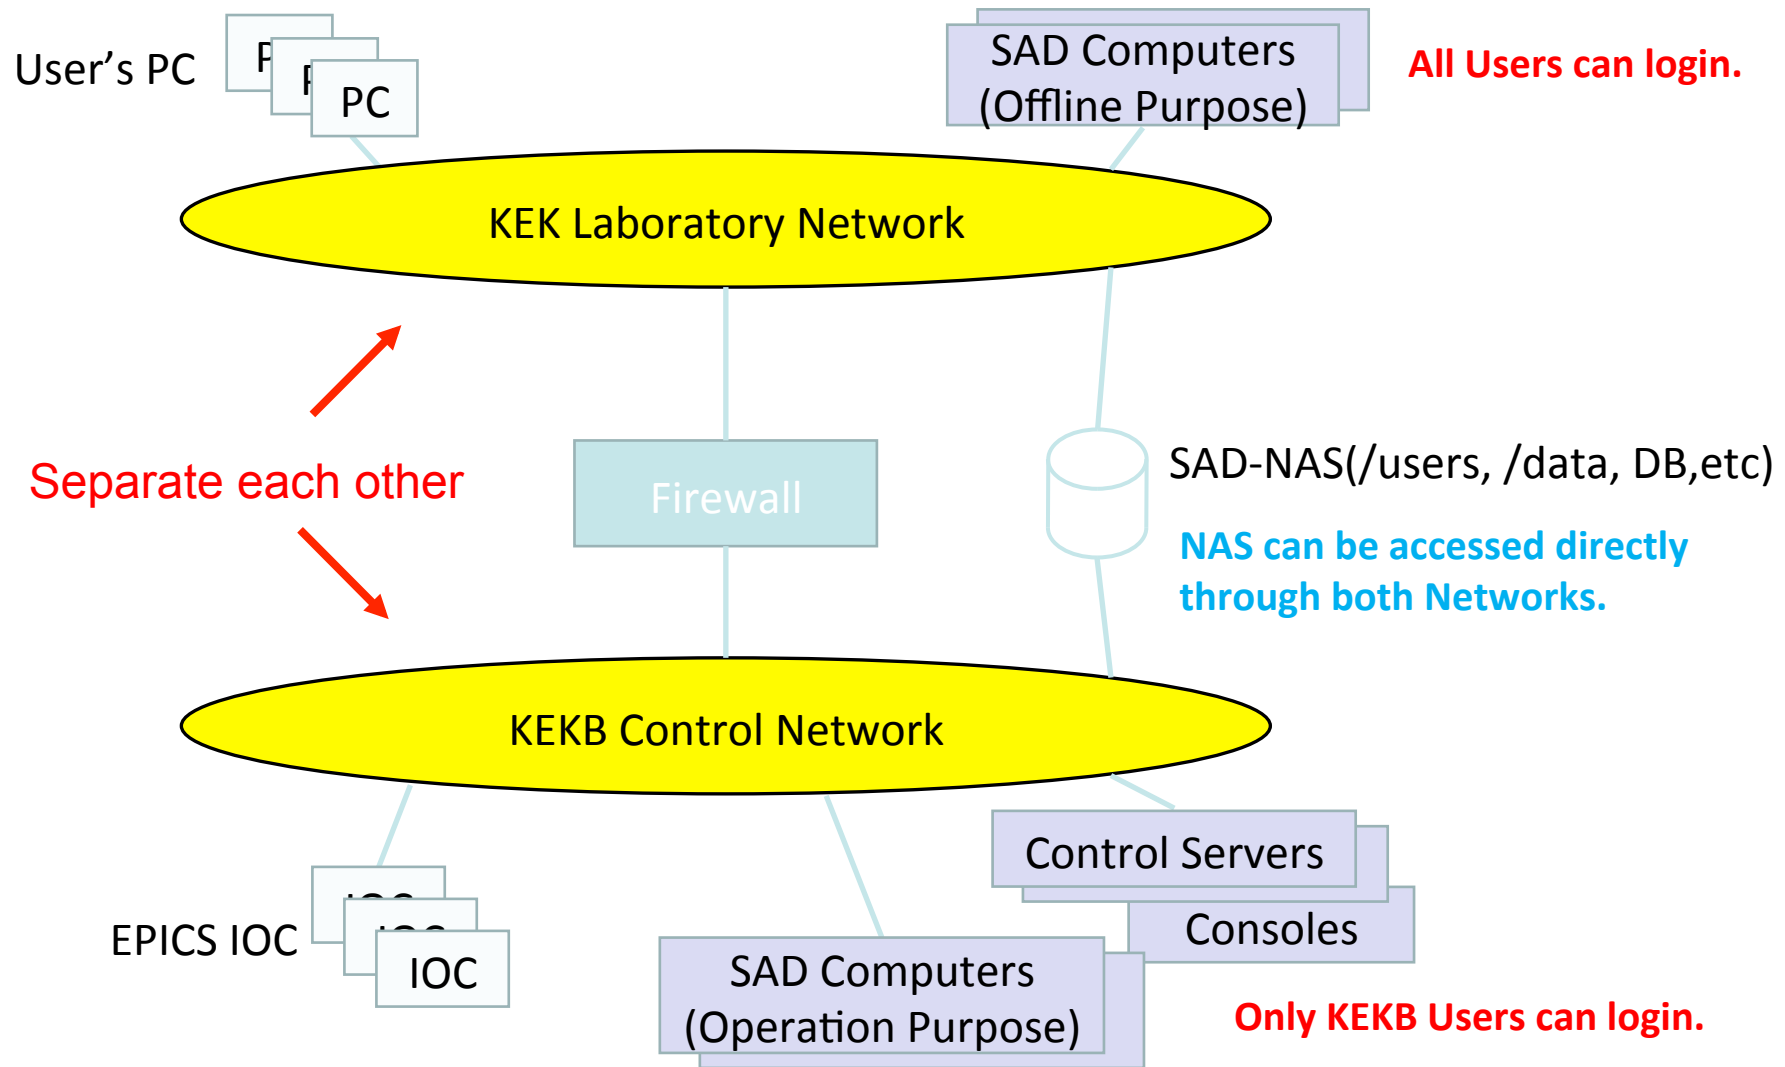 User’s PC
P
P
PC
SAD Computers
(Offline Purpose)
All Users can login.
KEK Laboratory Network
Separate each other
Firewall
SAD-NAS(/users, /data, DB,etc)
NAS can be accessed directly
through both Networks.
KEKB Control Network
EPICS IOC
IOC
IOC
IOC
Control Servers
Consoles
SAD Computers
(Operation Purpose)
Only KEKB Users can login.